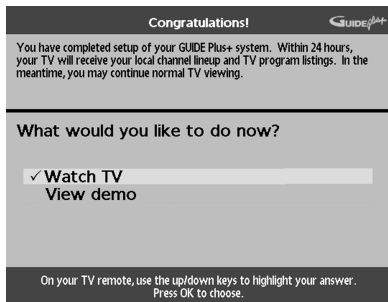 Congratulations!
GUIDE Plus+
You have completed setup of your GUIDE Plus+ system. Within 24 hours,
your TV will receive your local channel lineup and TV program listings. In the
meantime, you may continue normal TV viewing.
What would you like to do now?
✓ Watch TV
View demo
On your TV remote, use the up/down keys to highlight your answer.
Press OK to choose.